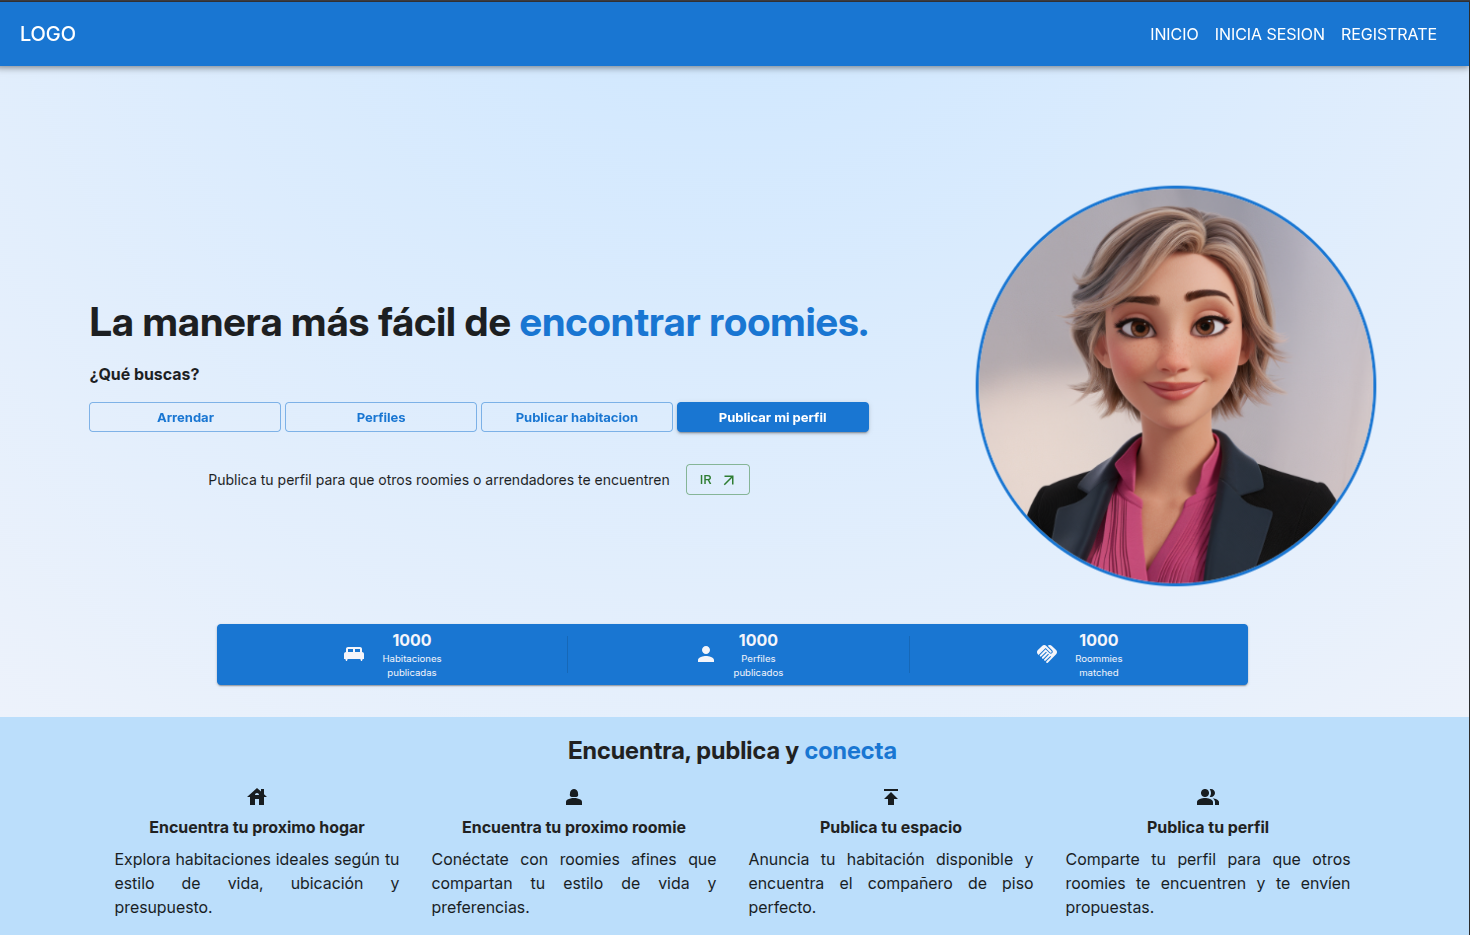 LOGO
INICIO INICIA SESION REGISTRATE
La manera más fácil de encontrar roomies.
¿Qué buscas?
Arrendar Perfiles Publicar habitacion Publicar mi perfil
Publica tu perfil para que otros roomies o arrendadores te encuentren IR
1000
Habitaciones
publicadas
1000
Perfiles
publicados
1000
Roommies
matched
Encuentra, publica y conecta
Encuentra tu proximo hogar
Explora habitaciones ideales según tu
estilo de vida, ubicación y
presupuesto.
Encuentra tu proximo roomie
Conéctate con roomies afines que
compartan tu estilo de vida y
preferencias.
Publica tu espacio
Anuncia tu habitación disponible y
encuentra el compañero de piso
perfecto.
Publica tu perfil
Comparte tu perfil para que otros
roomies te encuentren y te envíen
propuestas.